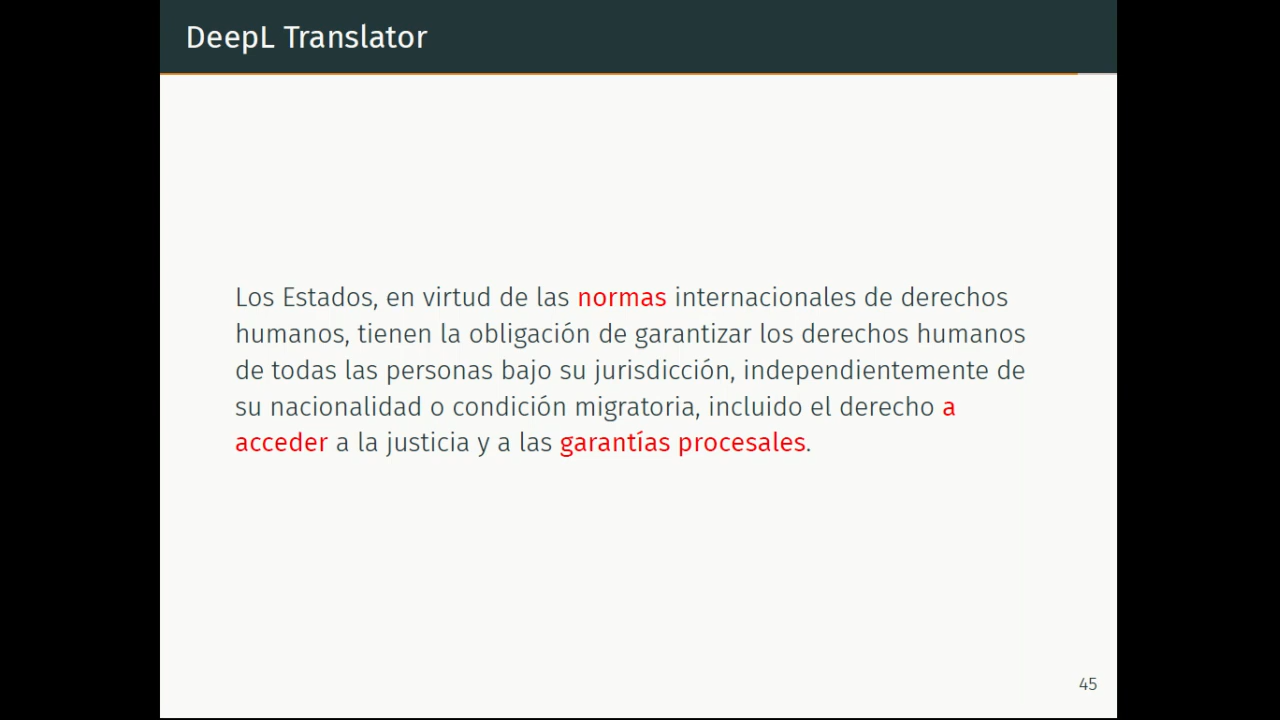 DeepL Translator
Los Estados, en virtud de las normas internacionales de derechos
humanos, tienen la obligación de garantizar los derechos humanos
de todas las personas bajo su jurisdicción, independientemente de
su nacionalidad o condición migratoria, incluido el derecho a
acceder a la justicia y a las garantías procesales.
45